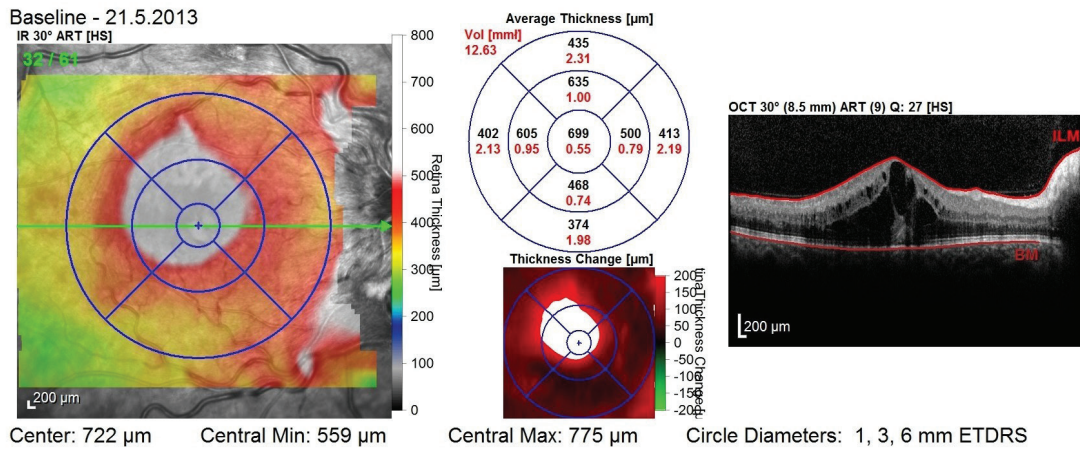 Baseline - 21.5.2013
IR 30° ART [HS]
32 / 61
200 µm
800
700
600
500
400
300
200
100
0
Retina Thickness [µm]
Average Thickness [µm]
Vol [mm³]
12.63
435
2.31
635
1.00
402
2.13
605
0.95
699
0.55
500
0.79
413
2.19
468
0.74
374
1.98
Thickness Change [µm]
200
150
100
50
0
-50
-100
-150
-200
OCT 30° (8.5 mm) ART (9) Q: 27 [HS]
ILM
BM
200 µm
Center: 722 µm
Central Min: 559 µm
Central Max: 775 µm
Circle Diameters: 1, 3, 6 mm ETDRS